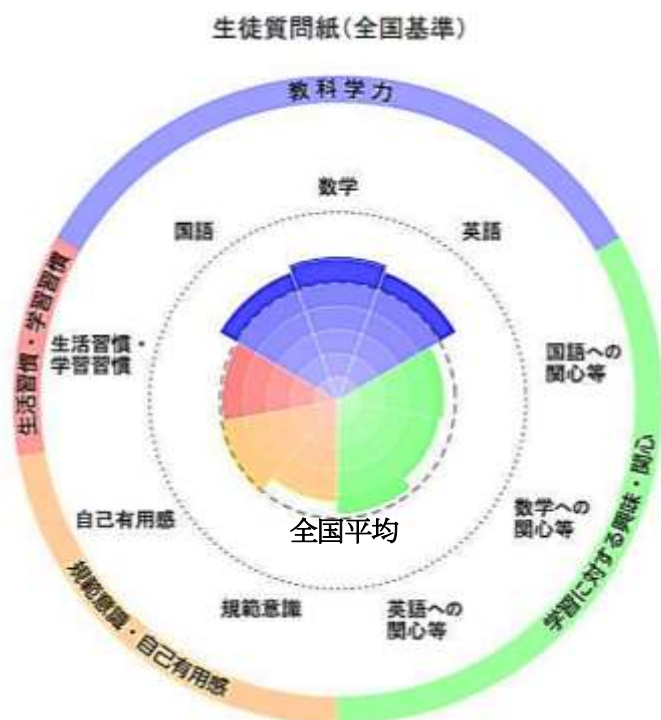 生徒質問紙(全国基準)
教科学力
数学
国語
英語
生活習慣・学習習慣
生活習慣・
学習習慣
国語への
関心等
学習に対する興味・関心
自己有用感
数学への
関心等
全国平均
規範意識
英語への
関心等
規範意識・自己有用感